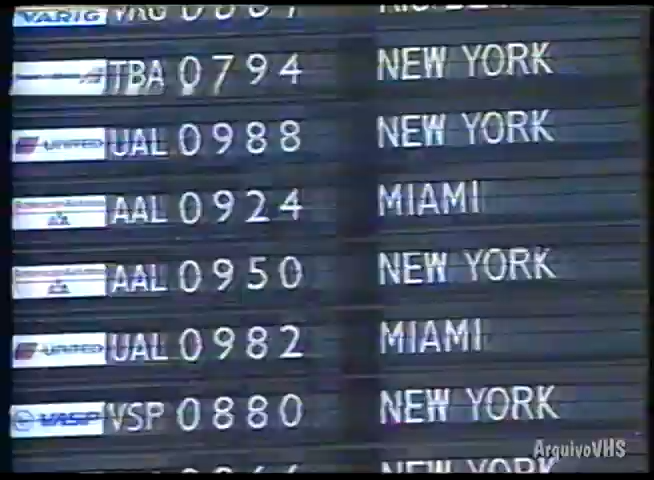 VARIG VRG
TBA 0794 NEW YORK
UNITED UAL 0988 NEW YORK
AAL 0924 MIAMI
AAL 0950 NEW YORK
UNITED UAL 0982 MIAMI
VASP VSP 0880 NEW YORK
NEW YORK
ArquivoVHS